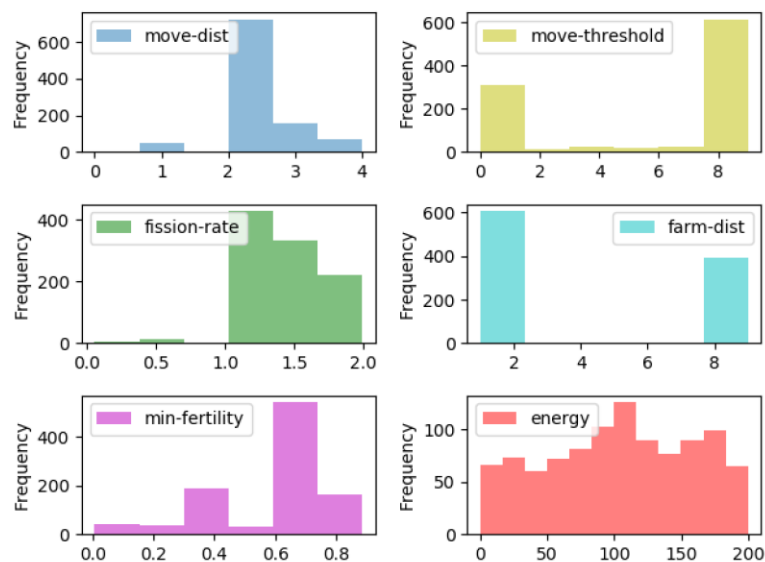 move-dist
Frequency
600
400
200
0
0 1 2 3 4
move-threshold
Frequency
600
400
200
0
0 2 4 6 8
fission-rate
Frequency
400
200
0
0.0 0.5 1.0 1.5 2.0
farm-dist
Frequency
600
400
200
0
2 4 6 8
min-fertility
Frequency
400
200
0
0.0 0.2 0.4 0.6 0.8
energy
Frequency
100
50
0
0 50 100 150 200